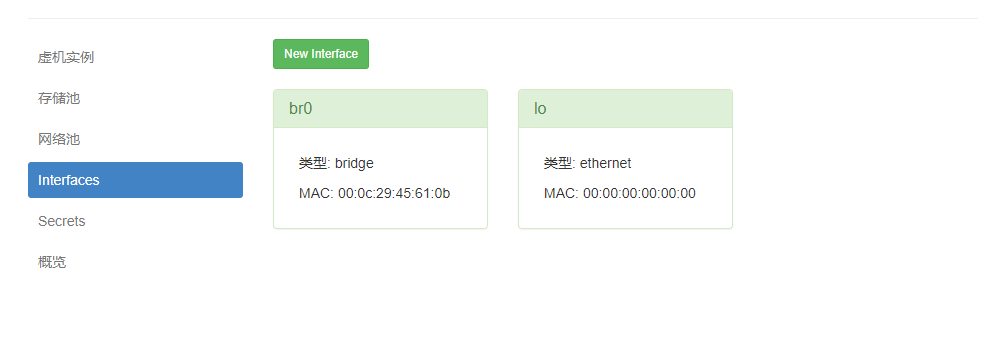 虚机实例
存储池
网络池
Interfaces
Secrets
概览
New Interface
br0
类型: bridge
MAC: 00:0c:29:45:61:0b
lo
类型: ethernet
MAC: 00:00:00:00:00:00